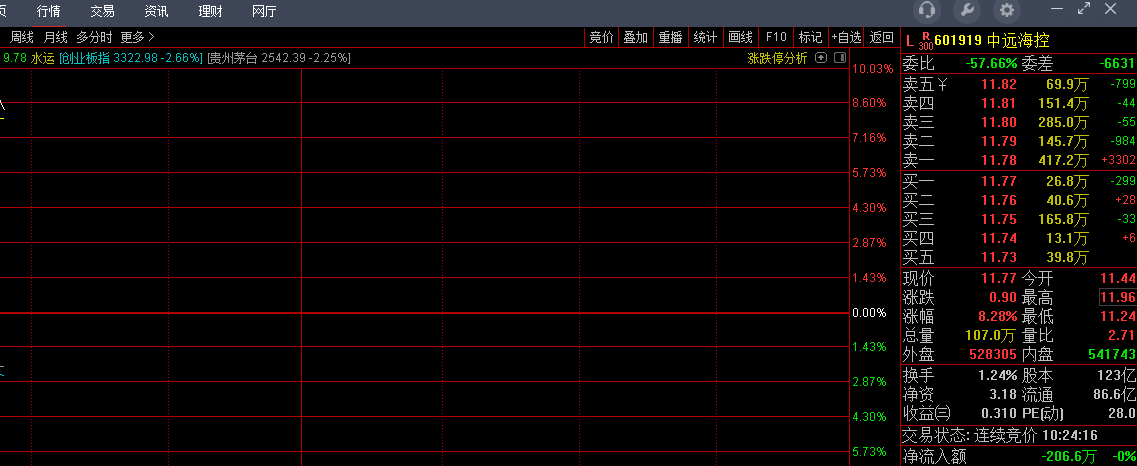 页 行情 交易 资讯 理财 网厅
周线 月线 多分时 更多 竞价 叠加 重播 统计 画线 F10 标记 +自选 返回
9.78 水运 [创业板指 3322.98 -2.66%] [贵州茅台 2542.39 -2.25%] 涨跌停分析
10.03%
8.60%
7.16%
5.73%
4.30%
2.87%
1.43%
0.00%
1.43%
2.87%
4.30%
5.73%
L R 300 601919 中远海控
委比 -57.66% 委差 -6631
卖五 ¥ 11.82 69.9万 -799
卖四 11.81 151.4万 -44
卖三 11.80 285.0万 -55
卖二 11.79 145.7万 -984
卖一 11.78 417.2万 +3302
买一 11.77 26.8万 -299
买二 11.76 40.6万 +28
买三 11.75 165.8万 -33
买四 11.74 13.1万 +6
买五 11.73 39.8万
现价 11.77 今开 11.44
涨跌 0.90 最高 11.96
涨幅 8.28% 最低 11.24
总量 107.0万 量比 2.71
外盘 528305 内盘 541743
换手 1.24% 股本 123亿
净资 3.18 流通 86.6亿
收益㈢ 0.310 PE(动) 28.0
交易状态: 连续竞价 10:24:16
净流入额 -206.6万 -0%